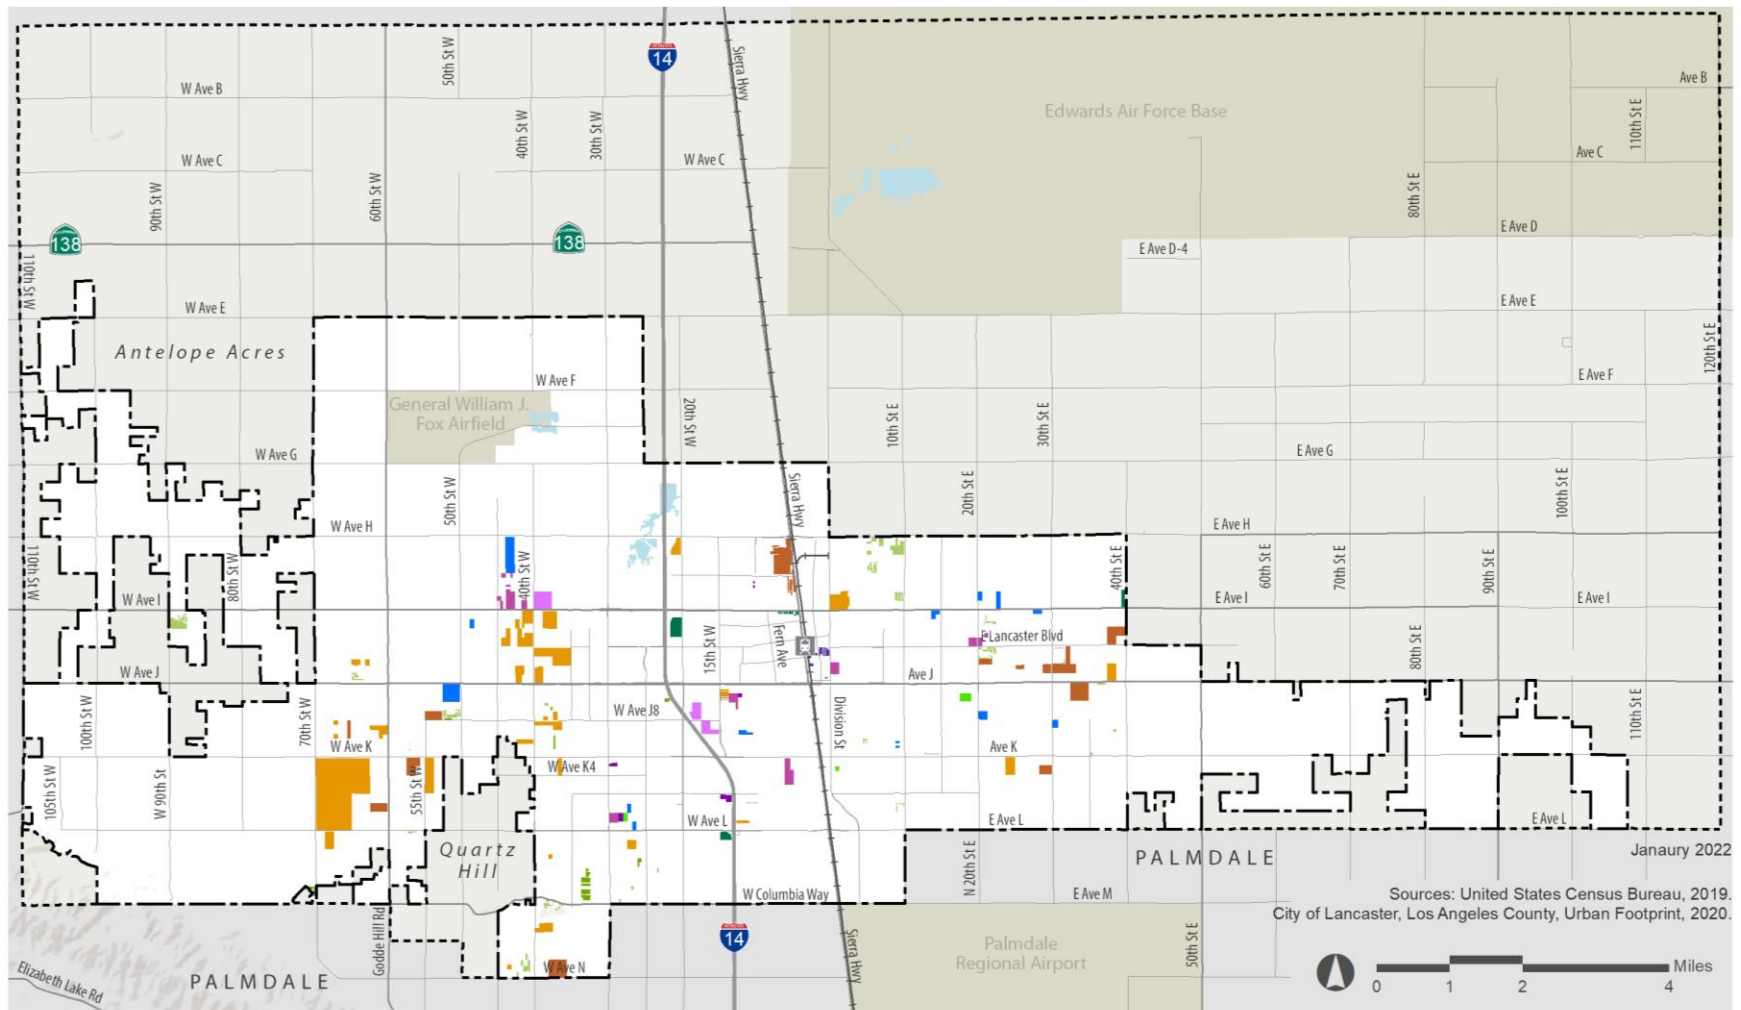 14
Sierra Hwy
50th St W
W Ave B
Ave B
Edwards Air Force Base
110th St E
40th St W
30th St W
W Ave C
W Ave C
Ave C
90th St W
60th St W
80th St E
138
138
E Ave D
E Ave D-4
110th St W
W Ave E
E Ave E
Antelope Acres
120th St E
W Ave F
E Ave F
General William J.
Fox Airfield
20th St W
10th St E
30th St E
W Ave G
E Ave G
50th St W
Sierra Hwy
20th St E
100th St E
W Ave H
E Ave H
110th St W
80th St W
40th St W
40th St E
60th St E
70th St E
90th St E
W Ave I
E Ave I
E Ave I
15th St W
Fern Ave
E Lancaster Blvd
80th St E
W Ave J
Ave J
100th St W
70th St W
W Ave J8
Division St
110th St E
W Ave K
Ave K
105th St W
W 90th St
55th St W
W Ave K4
W Ave L
E Ave L
E Ave L
Quartz
Hill
N 20th St E
PALMDALE
Janaury 2022
W Columbia Way
E Ave M
Sources: United States Census Bureau, 2019.
City of Lancaster, Los Angeles County, Urban Footprint, 2020.
Godde Hill Rd
14
Sierra Hwy
Palmdale
Regional Airport
50th St E
W Ave N
Elizabeth Lake Rd
PALMDALE
Miles
0
1
2
4